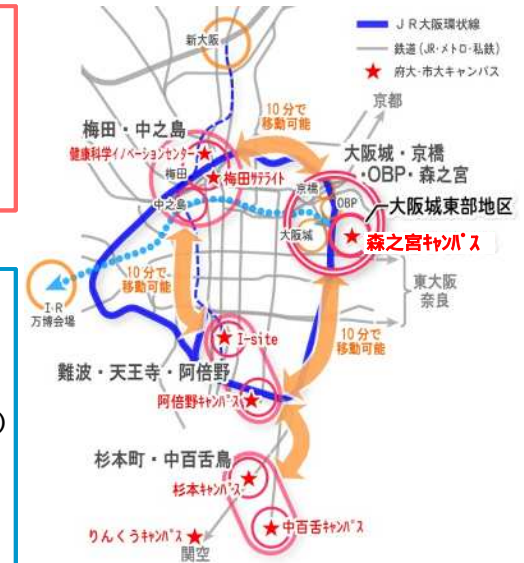 JR大阪環状線
鉄道(JR・メトロ・私鉄)
府大・市大キャンパス
新大阪
京都
10分で
移動可能
梅田・中之島
健康科学イノベーションセンター
梅田
梅田サテライト
中之島
大阪城・京橋
・OBP・森之宮
京橋
OBP
大阪城
大阪城東部地区
森之宮キャンパス
東大阪
奈良
10分で
移動可能
I・R
万博会場
10分で
移動可能
I-site
難波・天王寺・阿倍野
阿倍野キャンパス
)
杉本町・中百舌鳥
杉本キャンパス
中百舌キャンパス
りんくうキャンパス
関空